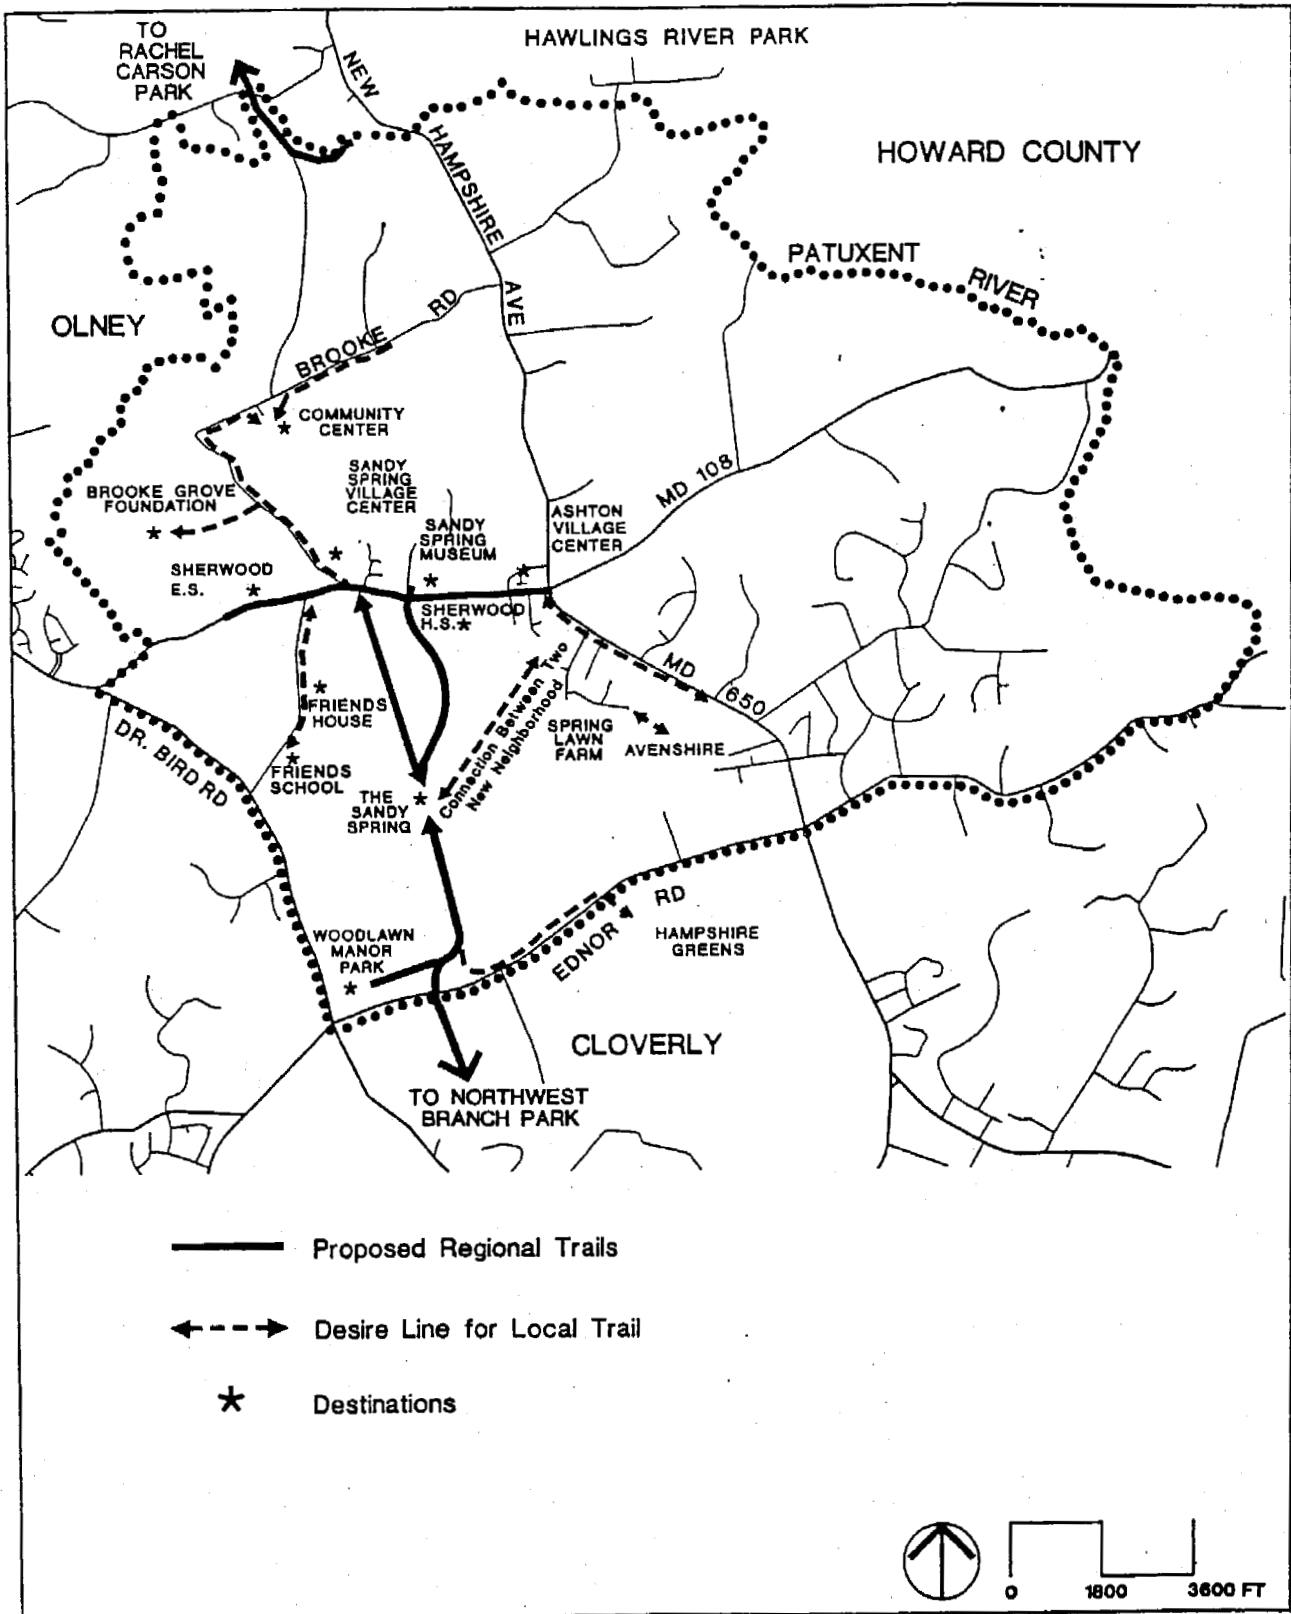 TO
RACHEL
CARSON
PARK
NEW
HAMPSHIRE
AVE
HAWLINGS RIVER PARK
HOWARD COUNTY
PATUXENT
RIVER
OLNEY
BROOKE RD
COMMUNITY
CENTER
SANDY
SPRING
VILLAGE
CENTER
BROOKE GROVE
FOUNDATION
SANDY
SPRING
MUSEUM
ASHTON
VILLAGE
CENTER
MD 108
SHERWOOD
E.S.
SHERWOOD
H.S.
MD 650
FRIENDS
HOUSE
Connection Between Two
New Neighborhood
SPRING
LAWN
FARM
AVENSHIRE
DR. BIRD RD
FRIENDS
SCHOOL
THE
SANDY
SPRING
WOODLAWN
MANOR
PARK
EDNOR RD
HAMPSHIRE
GREENS
CLOVERLY
TO NORTHWEST
BRANCH PARK
Proposed Regional Trails
Desire Line for Local Trail
Destinations
0 1800 3600 FT